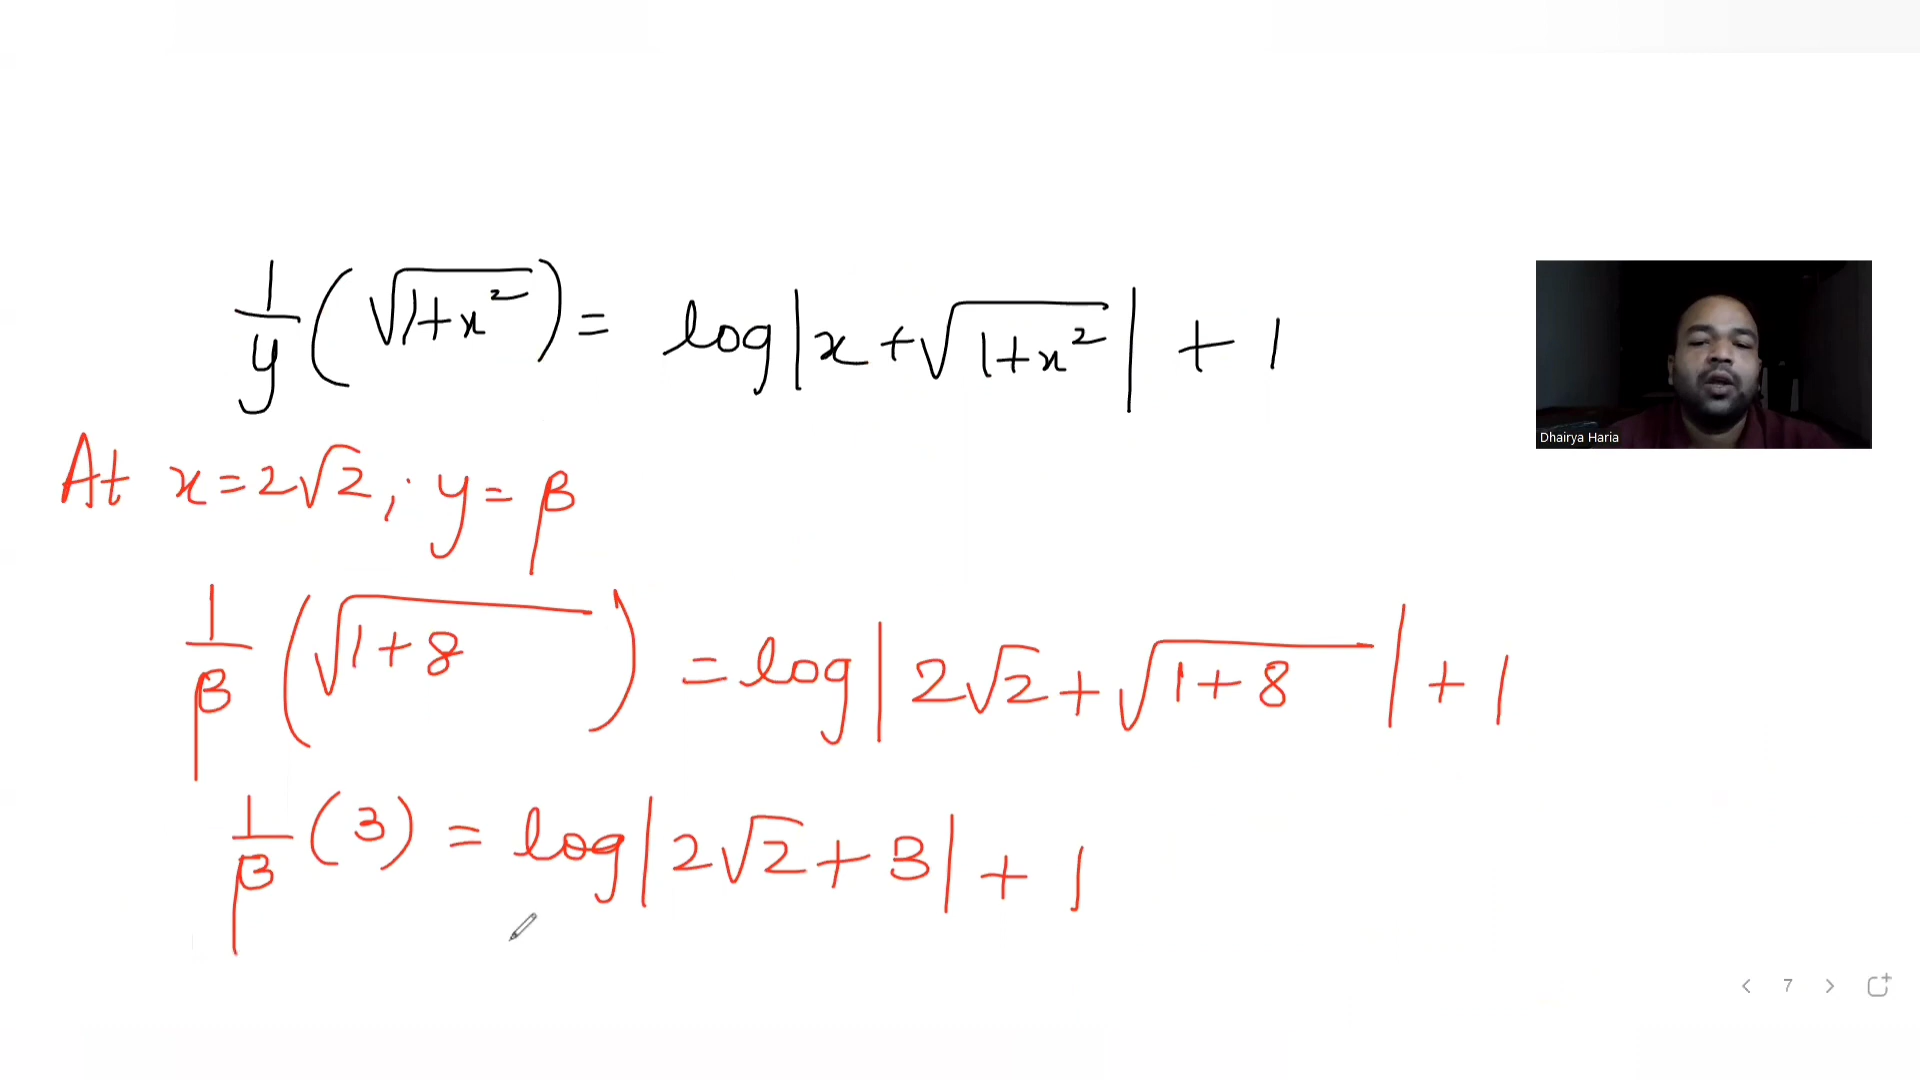 1/y (√(1+x²)) = log|x+√(1+x²)| + 1
Dhairya Haria
At x=2√2, y=β
1/β (√(1+8)) = log|2√2+√(1+8)| + 1
1/β (3) = log|2√2+3| + 1
< 7 >